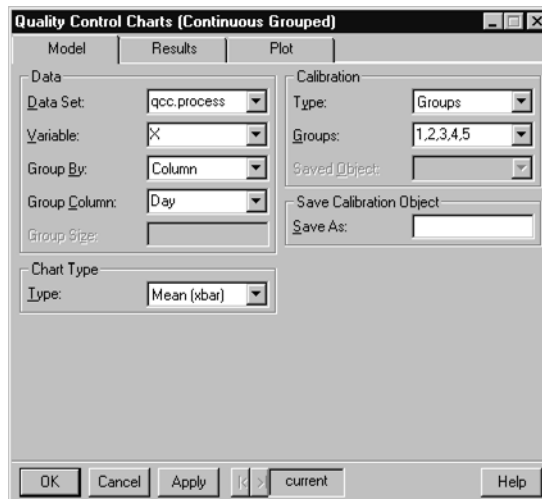 Quality Control Charts (Continuous Grouped)
Model Results Plot
Data
Data Set: qcc.process
Variable: X
Group By: Column
Group Column: Day
Group Size:
Chart Type
Type: Mean (xbar)
Calibration
Type: Groups
Groups: 1,2,3,4,5
Saved Object:
Save Calibration Object
Save As:
OK Cancel Apply current Help